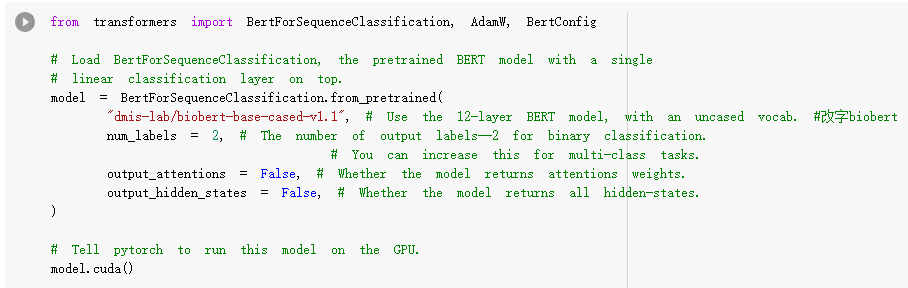 from transformers import BertForSequenceClassification, AdamW, BertConfig
# Load BertForSequenceClassification, the pretrained BERT model with a single
# linear classification layer on top.
model = BertForSequenceClassification.from_pretrained(
"dmis-lab/biobert-base-cased-v1.1", # Use the 12-layer BERT model, with an uncased vocab. #改字biobert
num_labels = 2, # The number of output labels--2 for binary classification.
# You can increase this for multi-class tasks.
output_attentions = False, # Whether the model returns attentions weights.
output_hidden_states = False, # Whether the model returns all hidden-states.
)
# Tell pytorch to run this model on the GPU.
model.cuda()